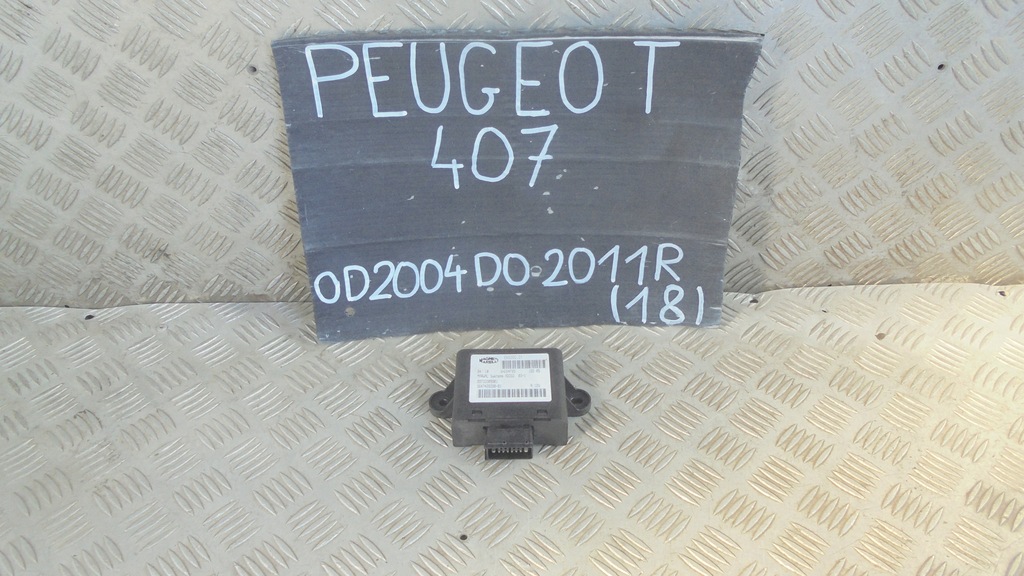 PEUGEOT
407
OD2004 DO 2011R
(18)